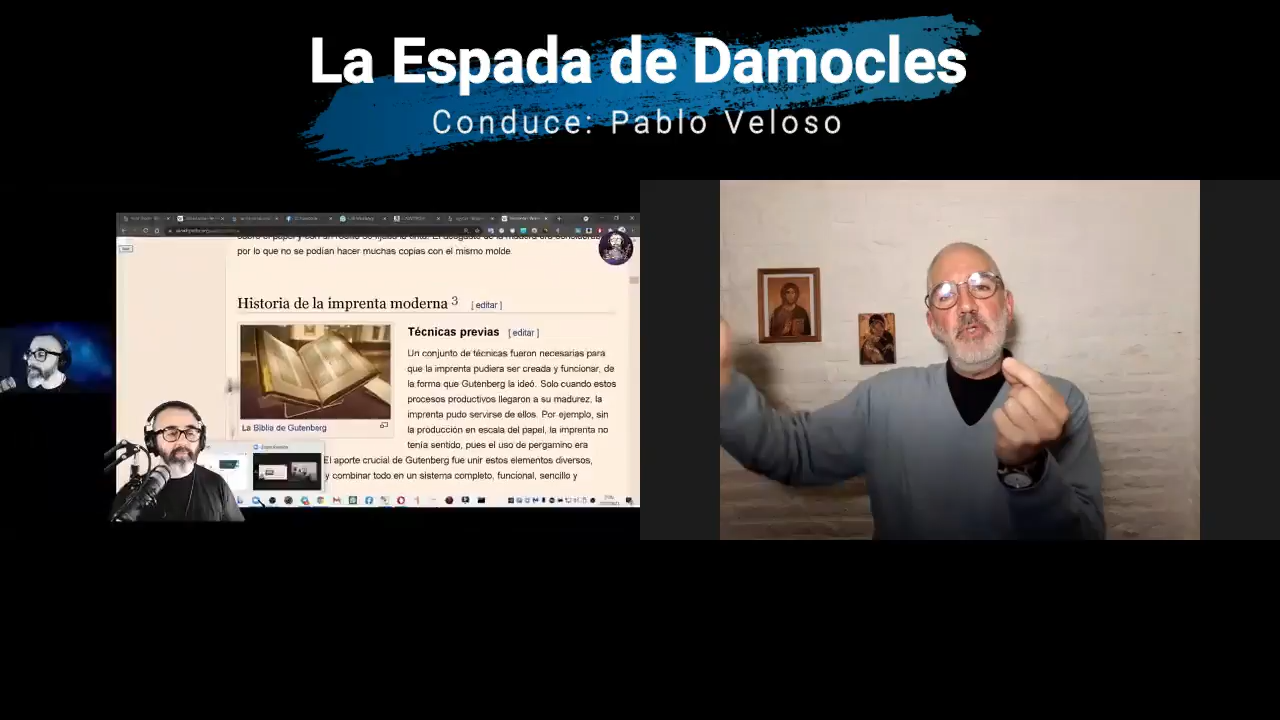 La Espada de Damocles
Conduce: Pablo Veloso
por lo que no se podían hacer muchas copias con el mismo molde.
Historia de la imprenta moderna 3 [ editar ]
Técnicas previas [ editar ]
Un conjunto de técnicas fueron necesarias para
que la imprenta pudiera ser creada y funcionar, de
la forma que Gutenberg la ideó. Solo cuando estos
procesos productivos llegaron a su madurez, la
imprenta pudo servirse de ellos. Por ejemplo, sin
la producción en escala del papel, la imprenta no
tenía sentido, pues el uso de pergamino era
La Biblia de Gutenberg
El aporte crucial de Gutenberg fue unir estos elementos diversos,
y combinar todo en un sistema completo, funcional, sencillo y